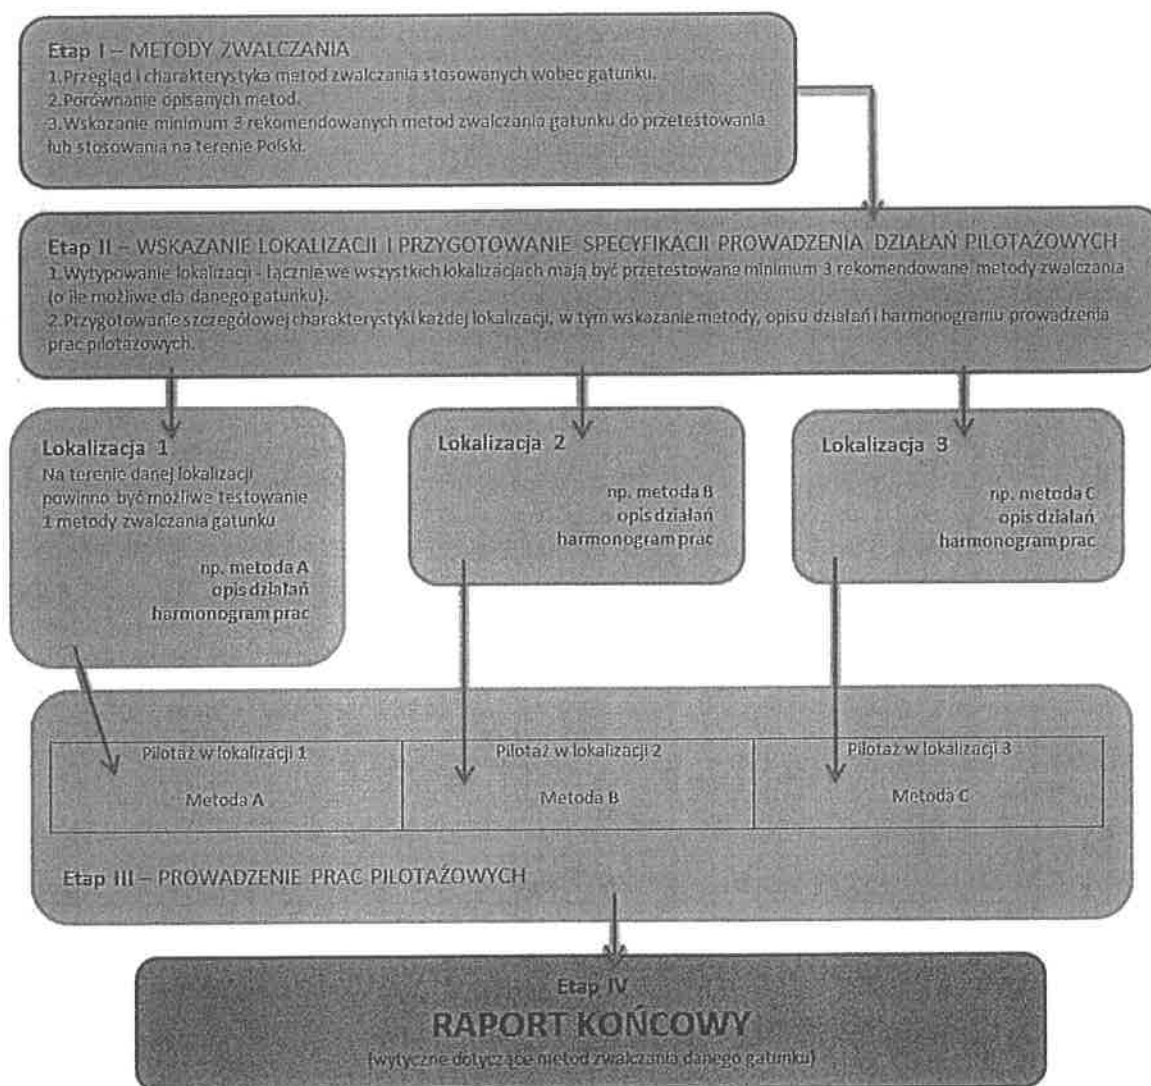 Etap I – METODY ZWALCZANIA
1.Przegląd i charakterystyka metod zwalczania stosowanych wobec gatunku.
2.Porównanie opisanych metod.
3.Wskazanie minimum 3 rekomendowanych metod zwalczania gatunku do przetestowania
lub stosowania na terenie Polski.
Etap II – WSKAZANIE LOKALIZACJI I PRZYGOTOWANIE SPECYFIKACJI PROWADZENIA DZIAŁAŃ PILOTAŻOWYCH
1.Wytypowanie lokalizacji - łącznie we wszystkich lokalizacjach mają być przetestowane minimum 3 rekomendowane metody zwalczania
(o ile możliwe dla danego gatunku).
2.Przygotowanie szczegółowej charakterystyki każdej lokalizacji, w tym wskazanie metody, opisu działań i harmonogramu prowadzenia
prac pilotażowych.
Lokalizacja 1
Na terenie danej lokalizacji
powinno być możliwe testowanie
1 metody zwalczania gatunku
np. metoda A
opis działań
harmonogram prac
Lokalizacja 2
np. metoda B
opis działań
harmonogram prac
Lokalizacja 3
np. metoda C
opis działań
harmonogram prac
Pilotaż w lokalizacji 1
Metoda A
Pilotaż w lokalizacji 2
Metoda B
Pilotaż w lokalizacji 3
Metoda C
Etap III – PROWADZENIE PRAC PILOTAŻOWYCH
Etap IV
RAPORT KOŃCOWY
(wytyczne dotyczące metod zwalczania danego gatunku)